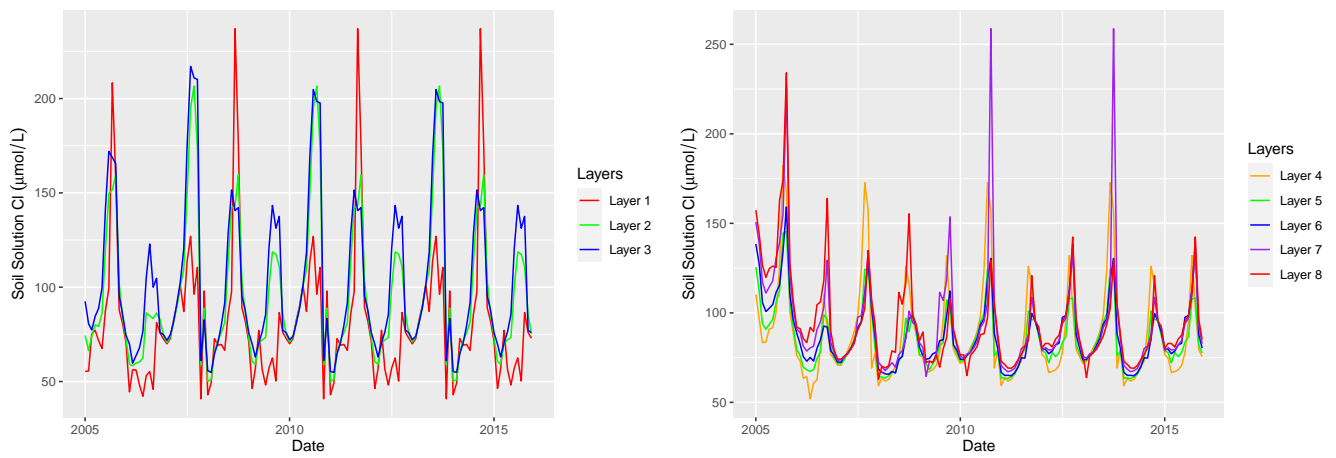 Soil Solution Cl (μmol/L)
200
150
100
50
2005
2010
2015
Date
Layers
Layer 1
Layer 2
Layer 3
Soil Solution Cl (μmol/L)
250
200
150
100
50
2005
2010
2015
Date
Layers
Layer 4
Layer 5
Layer 6
Layer 7
Layer 8